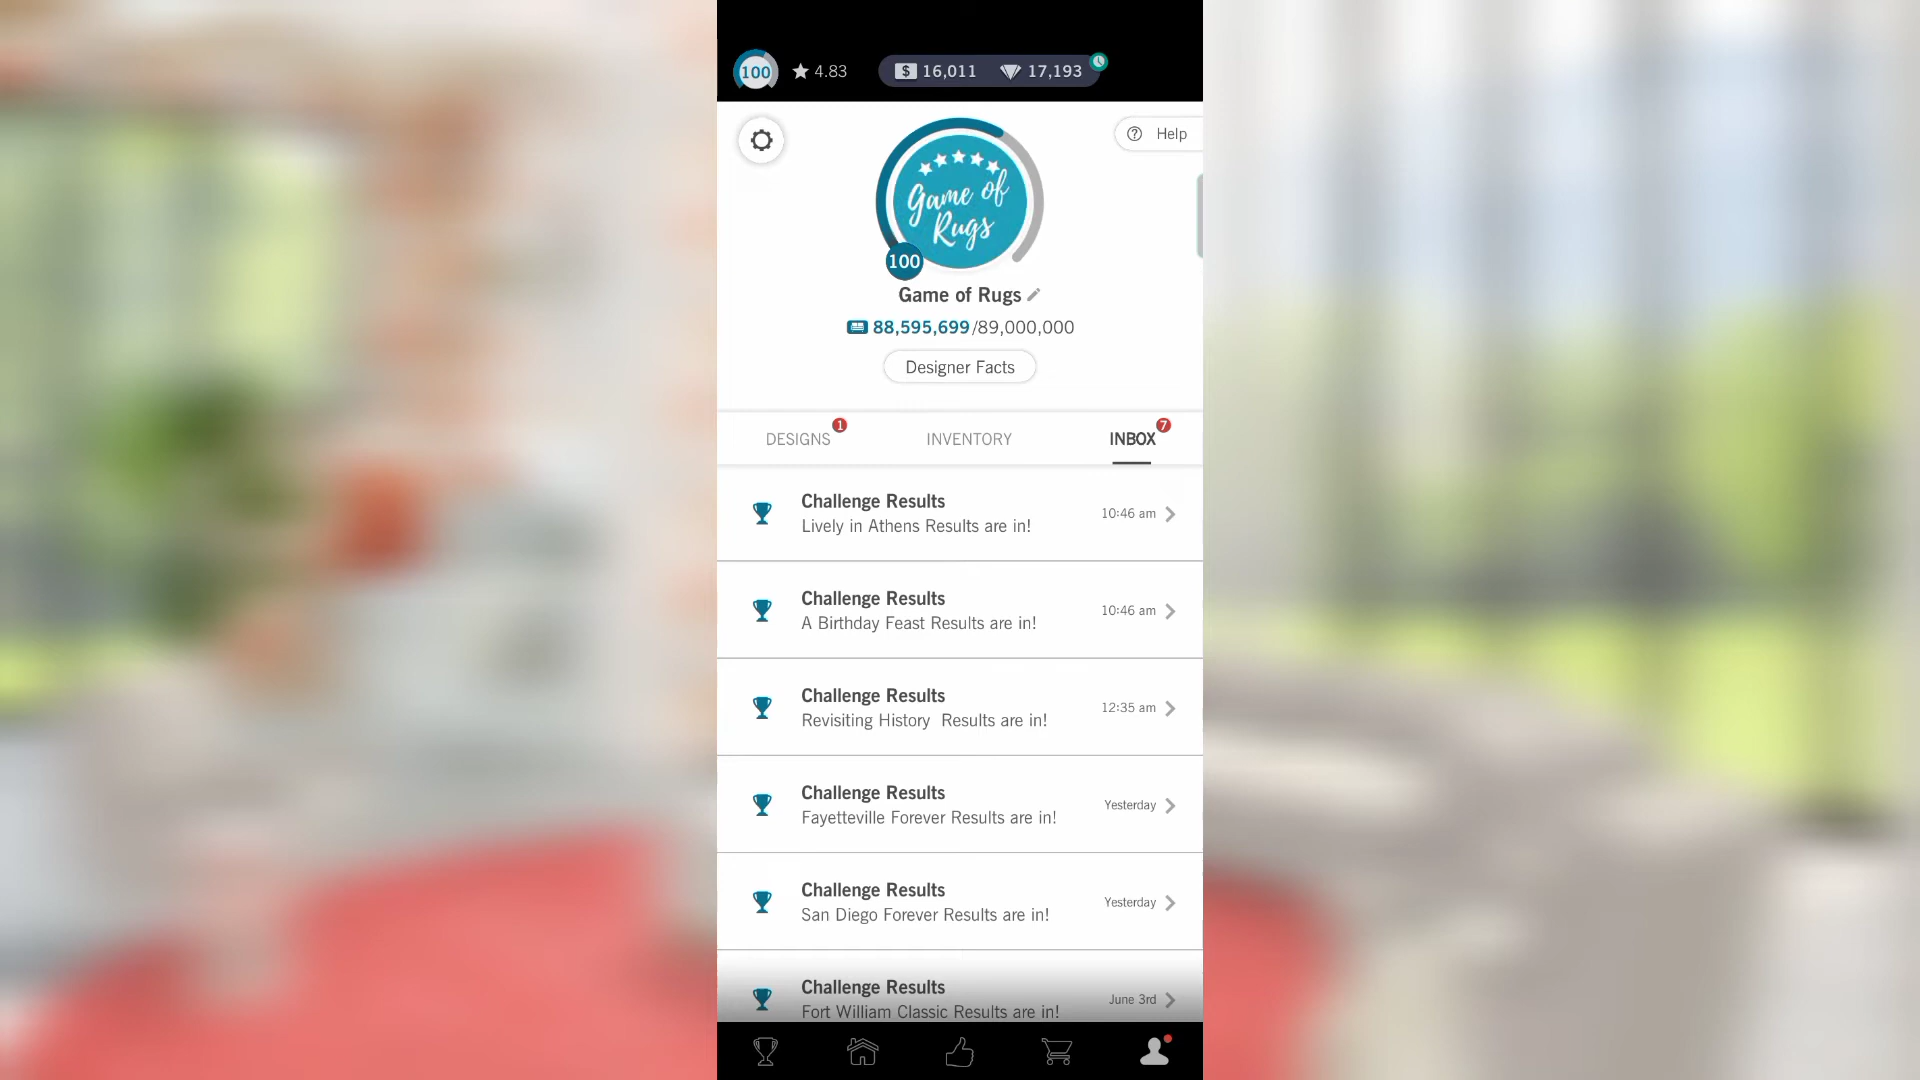 100 4.83 $ 16,011 17,193
Help
Game of
Rugs
100
Game of Rugs
88,595,699/89,000,000
Designer Facts
DESIGNS 1 INVENTORY INBOX 7
Challenge Results
Lively in Athens Results are in!
10:46 am
Challenge Results
A Birthday Feast Results are in!
10:46 am
Challenge Results
Revisiting History Results are in!
12:35 am
Challenge Results
Fayetteville Forever Results are in!
Yesterday
Challenge Results
San Diego Forever Results are in!
Yesterday
Challenge Results
Fort William Classic Results are in!
June 3rd